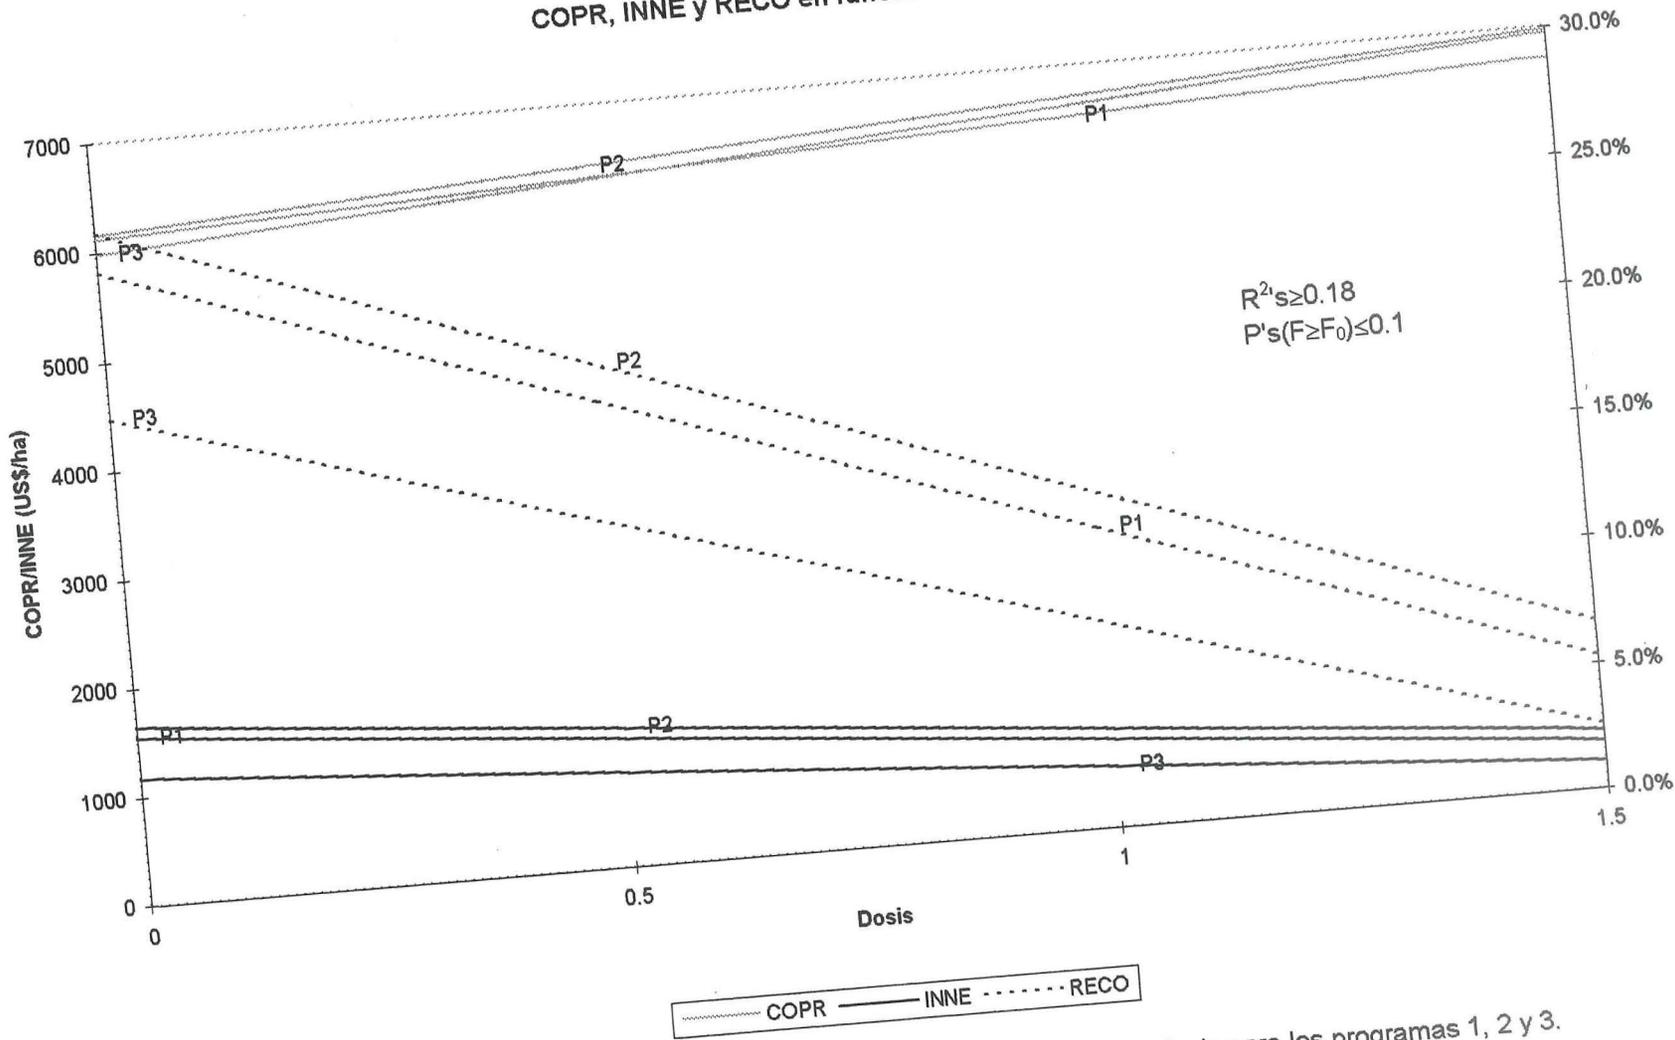 COPR, INNE y RECO en
30.0%
7000
P2
P1
25.0%
6000
P3
20.0%
R²'s≥0.18
P's(F≥F₀)≤0.1
5000
P2
15.0%
P3
COPR/INNE (US$/ha)
4000
P1
10.0%
3000
5.0%
2000
P1
P2
P3
1000
0.0%
0
0
0.5
1
1.5
Dosis
COPR INNE RECO
los programas 1, 2 y 3.